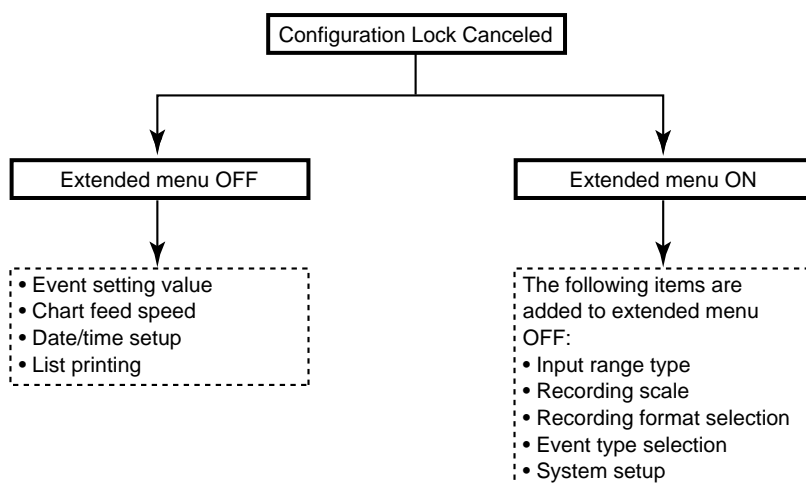 Configuration Lock Canceled
Extended menu OFF
Extended menu ON
• Event setting value
• Chart feed speed
• Date/time setup
• List printing
The following items are
added to extended menu
OFF:
• Input range type
• Recording scale
• Recording format selection
• Event type selection
• System setup